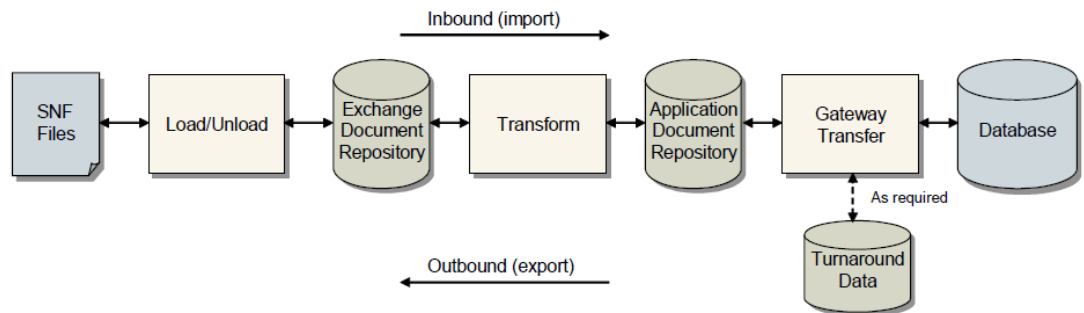 Inbound (import)
SNF
Files
Load/Unload
Exchange
Document
Repository
Transform
Application
Document
Repository
Gateway
Transfer
Database
As required
Turnaround
Data
Outbound (export)